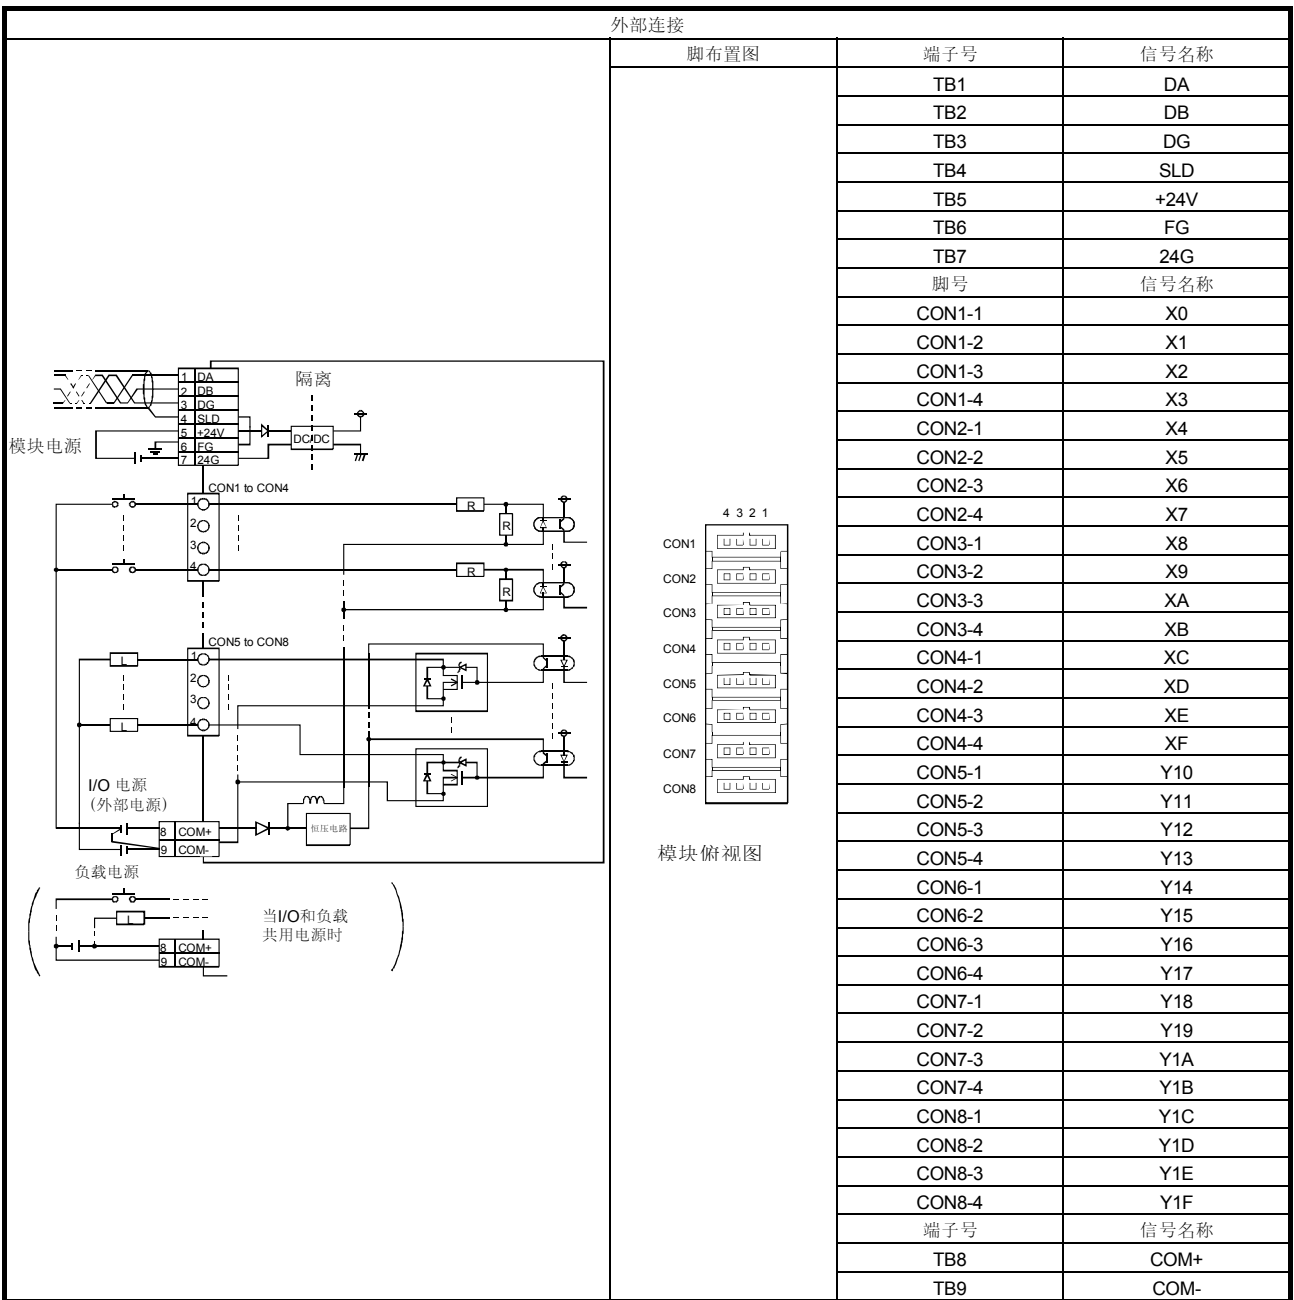 外部连接
脚布置图 端子号 信号名称
TB1 DA
TB2 DB
TB3 DG
TB4 SLD
TB5 +24V
TB6 FG
TB7 24G
脚号 信号名称
CON1-1 X0
CON1-2 X1
CON1-3 X2
CON1-4 X3
CON2-1 X4
CON2-2 X5
CON2-3 X6
CON2-4 X7
CON3-1 X8
CON3-2 X9
CON3-3 XA
CON3-4 XB
CON4-1 XC
CON4-2 XD
CON4-3 XE
CON4-4 XF
CON5-1 Y10
CON5-2 Y11
CON5-3 Y12
CON5-4 Y13
CON6-1 Y14
CON6-2 Y15
CON6-3 Y16
CON6-4 Y17
CON7-1 Y18
CON7-2 Y19
CON7-3 Y1A
CON7-4 Y1B
CON8-1 Y1C
CON8-2 Y1D
CON8-3 Y1E
CON8-4 Y1F
端子号 信号名称
TB8 COM+
TB9 COM-
隔离
1 DA
2 DB
3 DG
4 SLD
5 +24V
6 FG
7 24G
DC/DC
模块电源
CON1 to CON4
1
2
3
4
R
R
R
R
CON5 to CON8
1
2
3
4
L
L
I/O 电源
(外部电源)
8 COM+
9 COM-
恒压电路
负载电源
L
8 COM+
9 COM-
当I/O和负载
共用电源时
4 3 2 1
CON1
CON2
CON3
CON4
CON5
CON6
CON7
CON8
模块俯视图